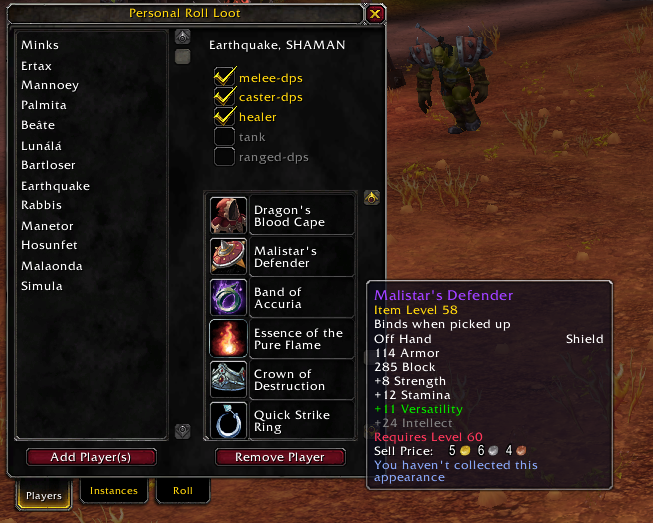 Personal Roll Loot
Minks
Ertax
Mannoey
Palmita
Beâte
Lunálá
Bartloser
Earthquake
Rabbis
Manetor
Hosunfet
Malaonda
Simula
Add Player(s)
Earthquake, SHAMAN
melee-dps
caster-dps
healer
tank
ranged-dps
Dragon's
Blood Cape
Malistar's
Defender
Band of
Accuria
Essence of the
Pure Flame
Crown of
Destruction
Quick Strike
Ring
Remove Player
Malistar's Defender
Item Level 58
Binds when picked up
Off Hand Shield
114 Armor
285 Block
+8 Strength
+12 Stamina
+11 Versatility
+24 Intellect
Requires Level 60
Sell Price: 5 6 4
You haven't collected this
appearance
Players Instances Roll